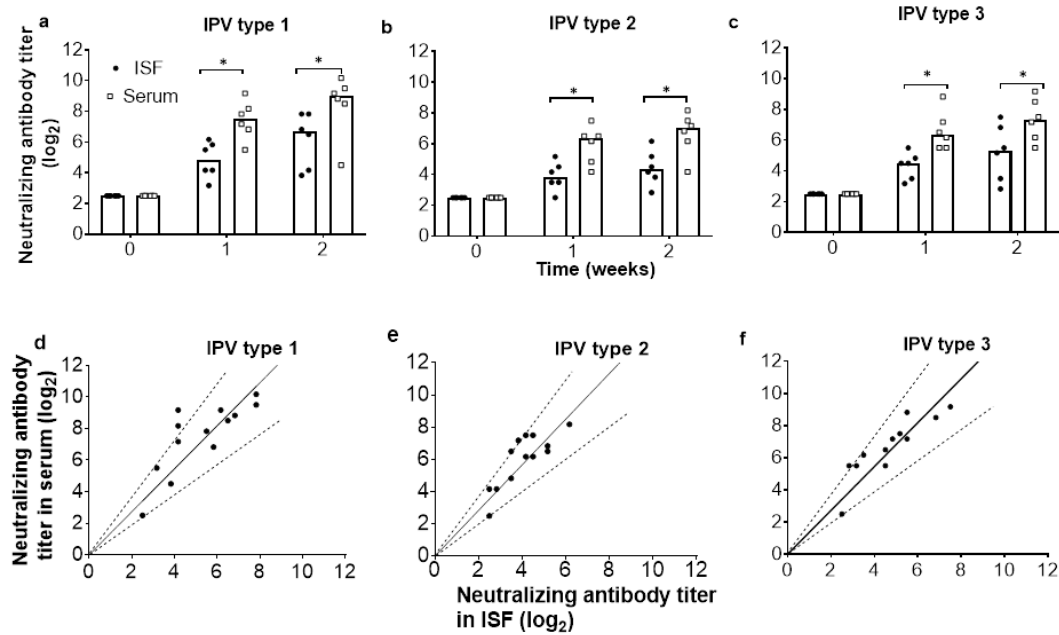 a
IPV type 1
Neutralizing antibody titer
(log2)
12
10
8
6
4
2
0
ISF
Serum
*
*
0
1
2
b
IPV type 2
12
10
8
6
4
2
0
*
*
0
1
2
Time (weeks)
c
IPV type 3
12
10
8
6
4
2
0
*
*
0
1
2
d
IPV type 1
Neutralizing antibody
titer in serum (log2)
12
10
8
6
4
2
0
0 2 4 6 8 10 12
e
IPV type 2
12
10
8
6
4
2
0
0 2 4 6 8 10 12
Neutralizing antibody titer
in ISF (log2)
f
IPV type 3
12
10
8
6
4
2
0
0 2 4 6 8 10 12